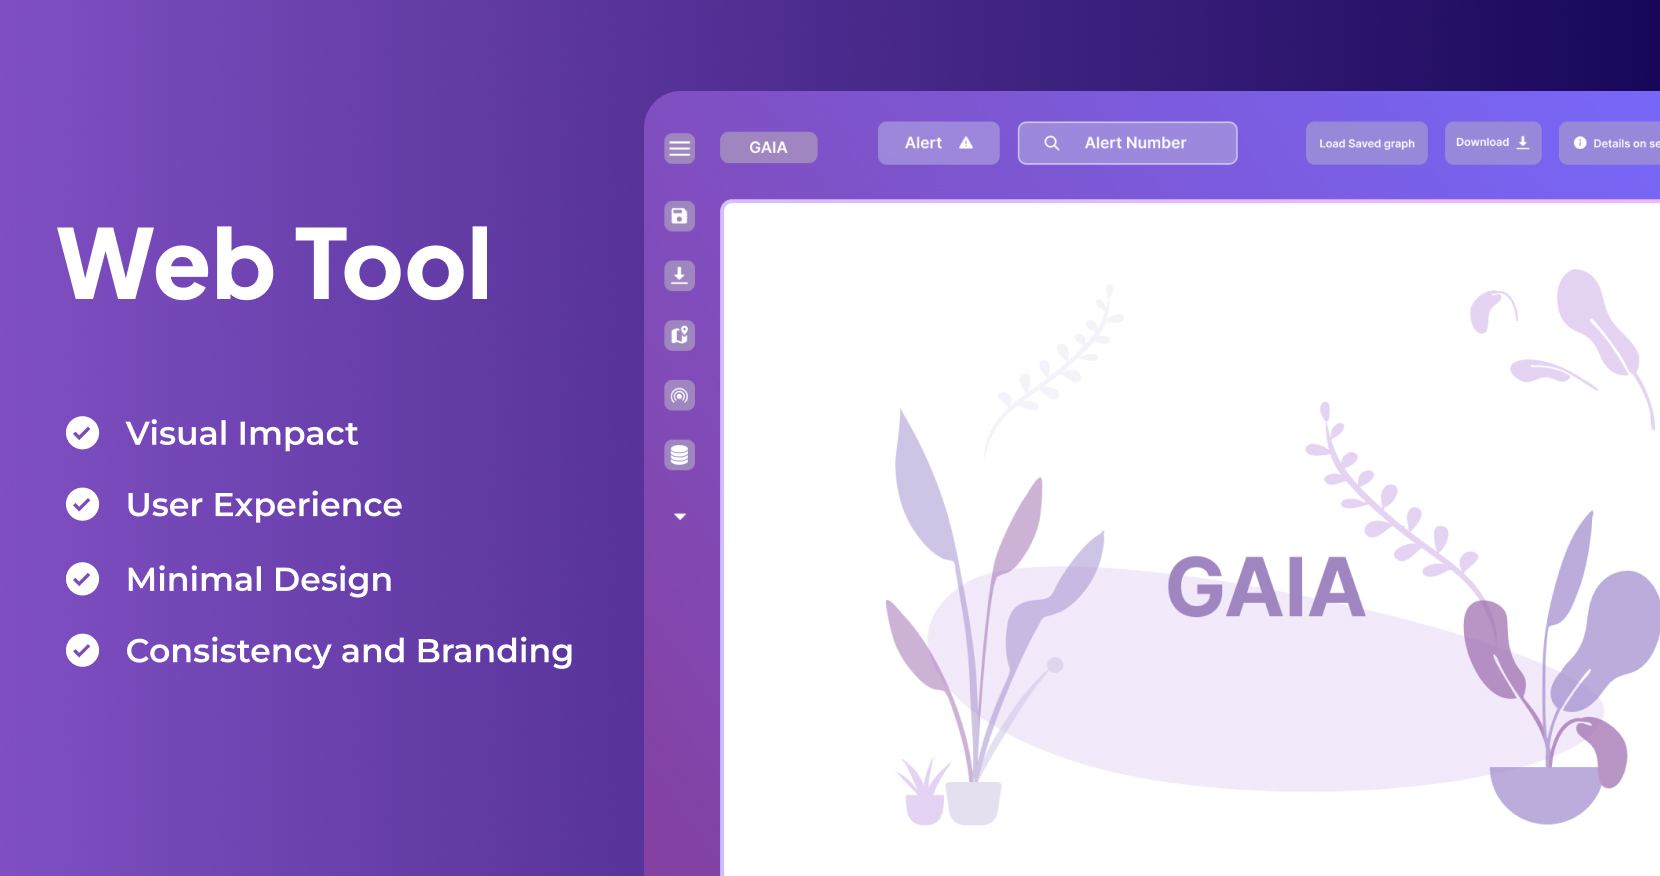 Web Tool
Visual Impact
User Experience
Minimal Design
Consistency and Branding
GAIA
Alert
Alert Number
Load Saved graph
Download
Details on se
GAIA